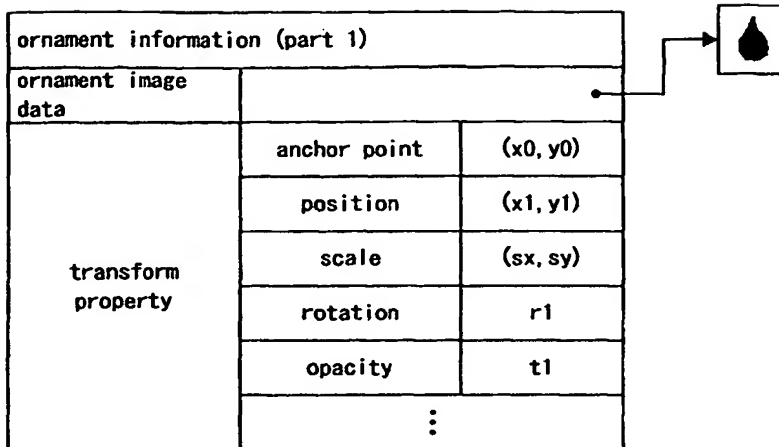 ornament information (part 1)
ornament image
data
transform
property
anchor point (x0, y0)
position (x1, y1)
scale (sx, sy)
rotation r1
opacity t1
⋮